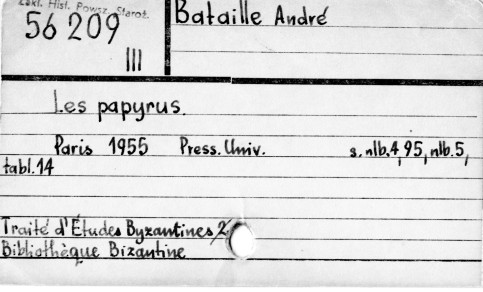 Zakł. Hist. Powsz. Staroż.
56 209
III
Bataille André
Les papyrus.
Paris 1955 Press. Univ. s. nlb.4, 95, nlb.5,
tabl.14
Traité d'Études Byzantines 2
Bibliothèque Bizantine